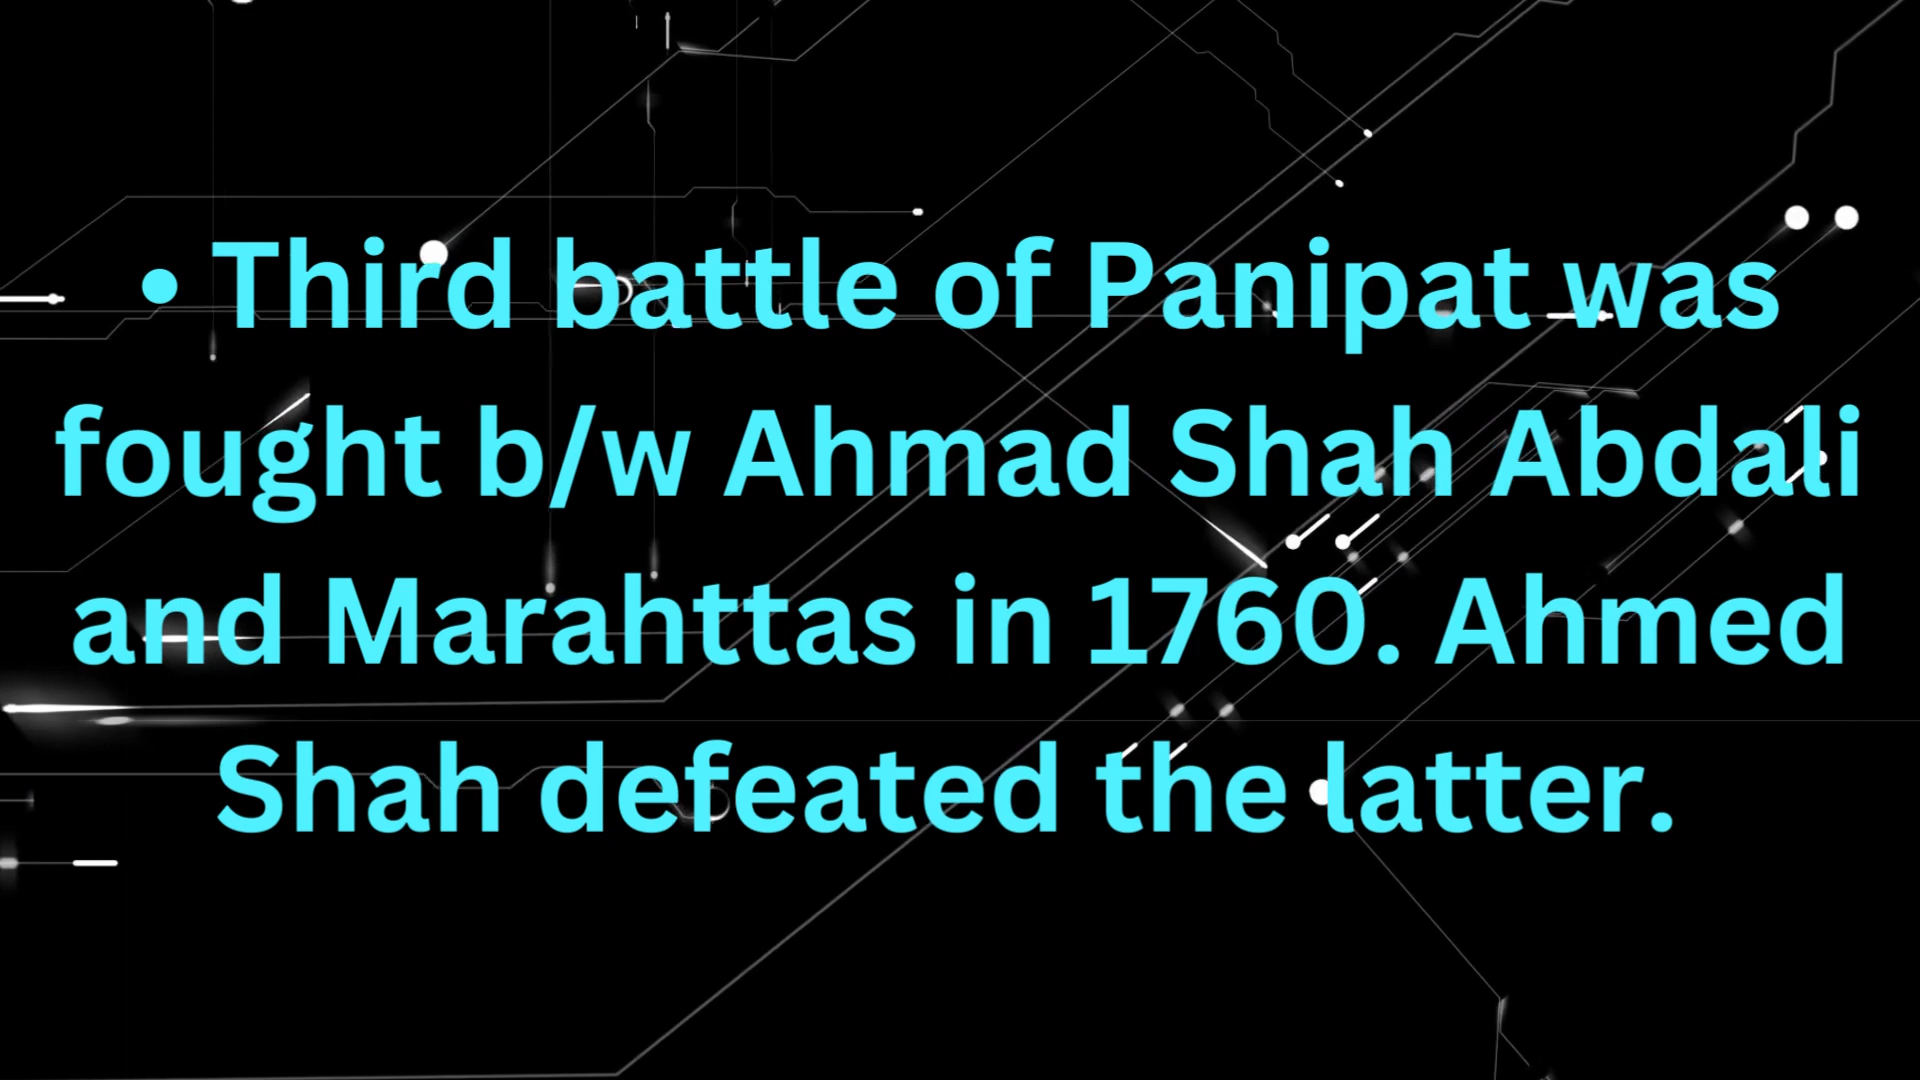 • Third battle of Panipat was
fought b/w Ahmad Shah Abdali
and Marahttas in 1760. Ahmed
Shah defeated the latter.